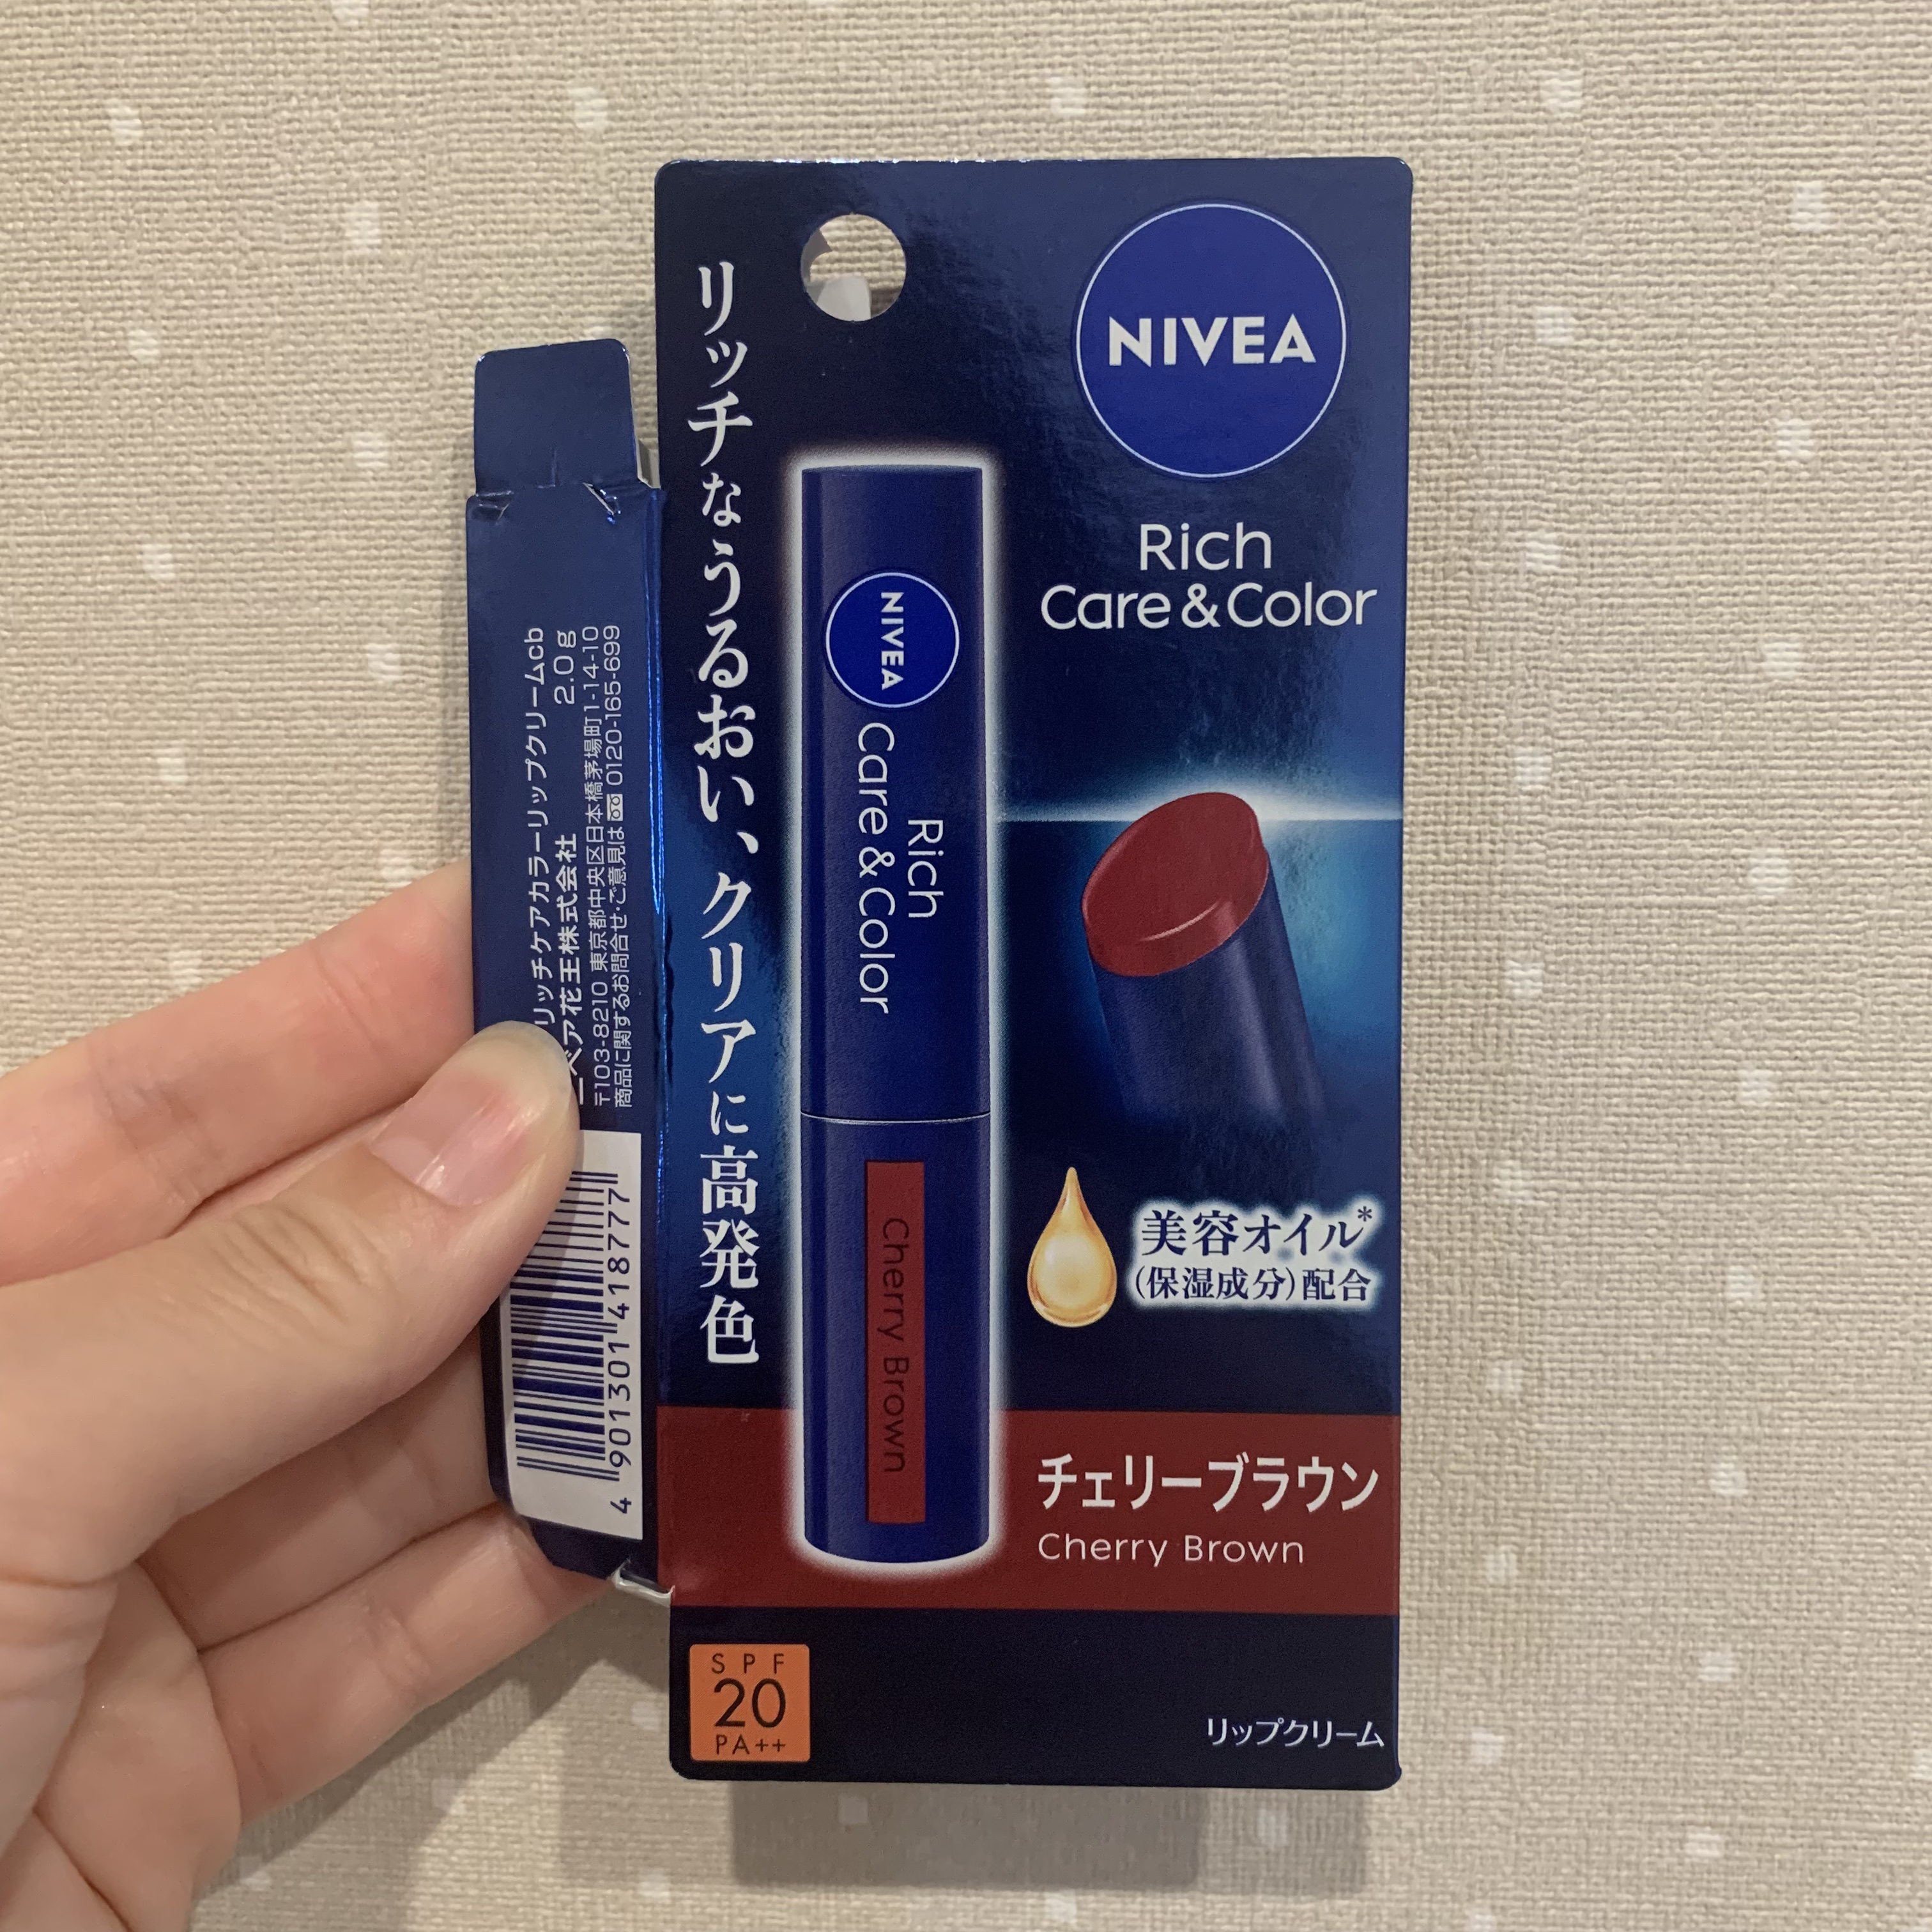 リッチケアカラーリップクリームcb
2.0g
ニベア花王株式会社
〒103-8210 東京都中央区日本橋茅場町1-14-10
商品に関するお問合せ・ご意見は 0120-165-699
4 901301 418777
リッチなうるおい、クリアに高発色
NIVEA
Rich
Care&Color
NIVEA
Rich
Care&Color
Cherry Brown
美容オイル*
(保湿成分)配合
チェリーブラウン
Cherry Brown
SPF
20
PA++
リップクリーム